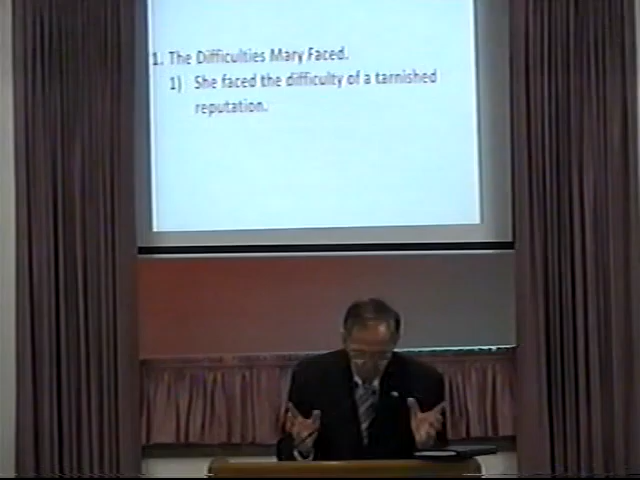 1. The Difficulties Mary Faced.
1) She faced the difficulty of a tarnished
reputation.